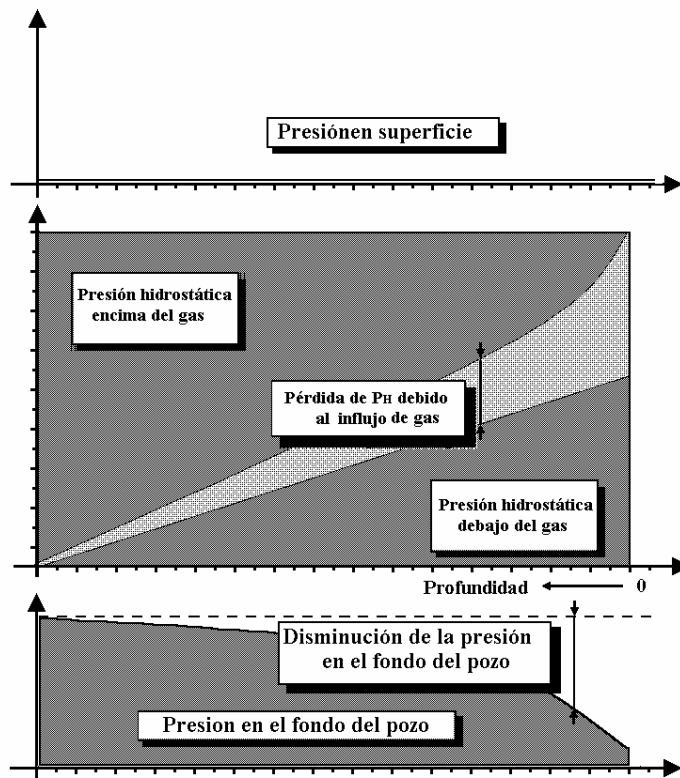 Presiónen superficie
Presión hidrostática
encima del gas
Pérdida de PH debido
al influjo de gas
Presión hidrostática
debajo del gas
Profundidad 0
Disminución de la presión
en el fondo del pozo
Presion en el fondo del pozo